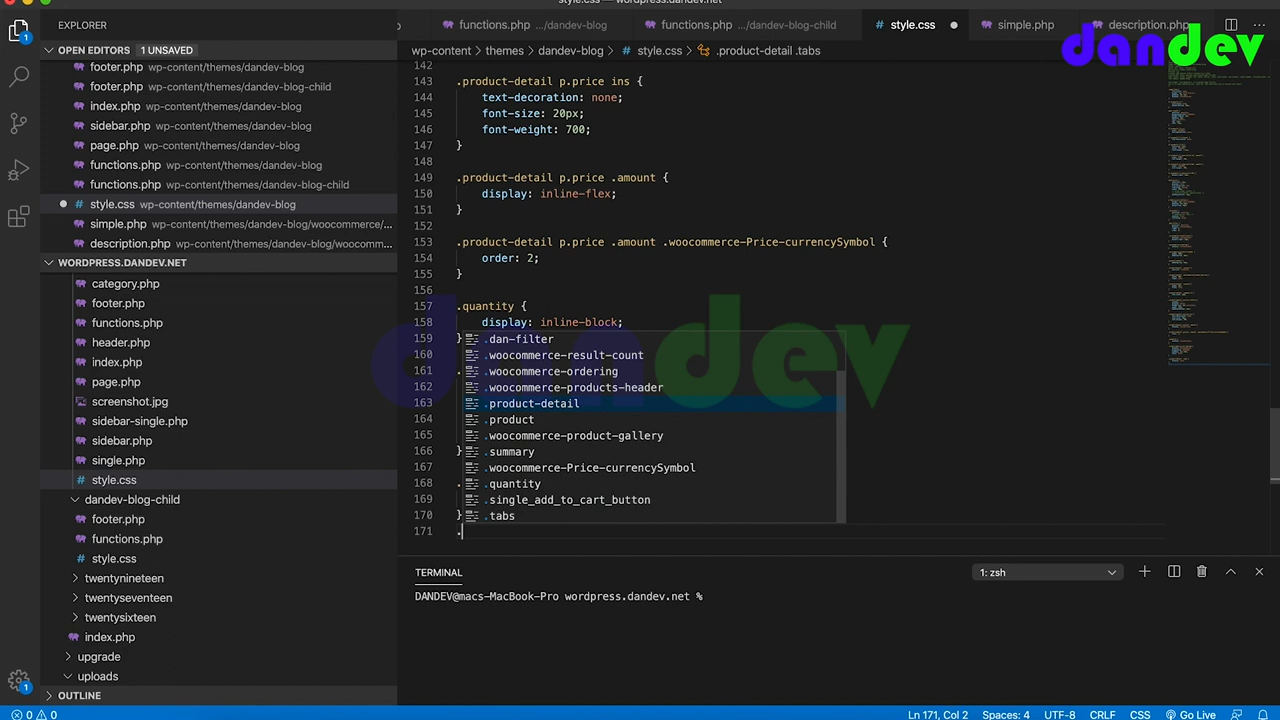 style.css — wordpress.dandev.net
EXPLORER
functions.php .../dandev-blog
functions.php .../dandev-blog-child
# style.css
simple.php
description.php
dandev
OPEN EDITORS 1 UNSAVED
wp-content > themes > dandev-blog > # style.css > .product-detail .tabs
footer.php wp-content/themes/dandev-blog
footer.php wp-content/themes/dandev-blog-child
index.php wp-content/themes/dandev-blog
sidebar.php wp-content/themes/dandev-blog
page.php wp-content/themes/dandev-blog
functions.php wp-content/themes/dandev-blog
functions.php wp-content/themes/dandev-blog-child
# style.css wp-content/themes/dandev-blog
simple.php wp-content/themes/dandev-blog/woocommerce/...
description.php wp-content/themes/dandev-blog/woocomm...
WORDPRESS.DANDEV.NET
category.php
footer.php
functions.php
header.php
index.php
page.php
screenshot.jpg
sidebar-single.php
sidebar.php
single.php
# style.css
dandev-blog-child
footer.php
functions.php
# style.css
twentynineteen
twentyseventeen
twentysixteen
index.php
upgrade
uploads
OUTLINE
142
143 -detail p.price ins {
144 decoration: none;
145 font-size: 20px;
146 font-weight: 700;
147 }
148
149 -detail p.price .amount {
150 display: inline-flex;
151 }
152
153 -detail p.price .amount .woocommerce-Price-currencySymbol {
154 order: 2;
155 }
156
157 {
158 display: inline-block;
159
160 -result-count
161 .woocommerce-ordering
162 .woocommerce-products-header
163 .product-detail
164 .product
165 .woocommerce-product-gallery
166 } .summary
167 .woocommerce-Price-currencySymbol
168 . .quantity
169 .single_add_to_cart_button
170 } .tabs
171 .
dandev
TERMINAL
1: zsh
DANDEV@macs-MacBook-Pro wordpress.dandev.net %
0 0
Ln 171, Col 2
Spaces: 4
UTF-8
CRLF
CSS
Go Live